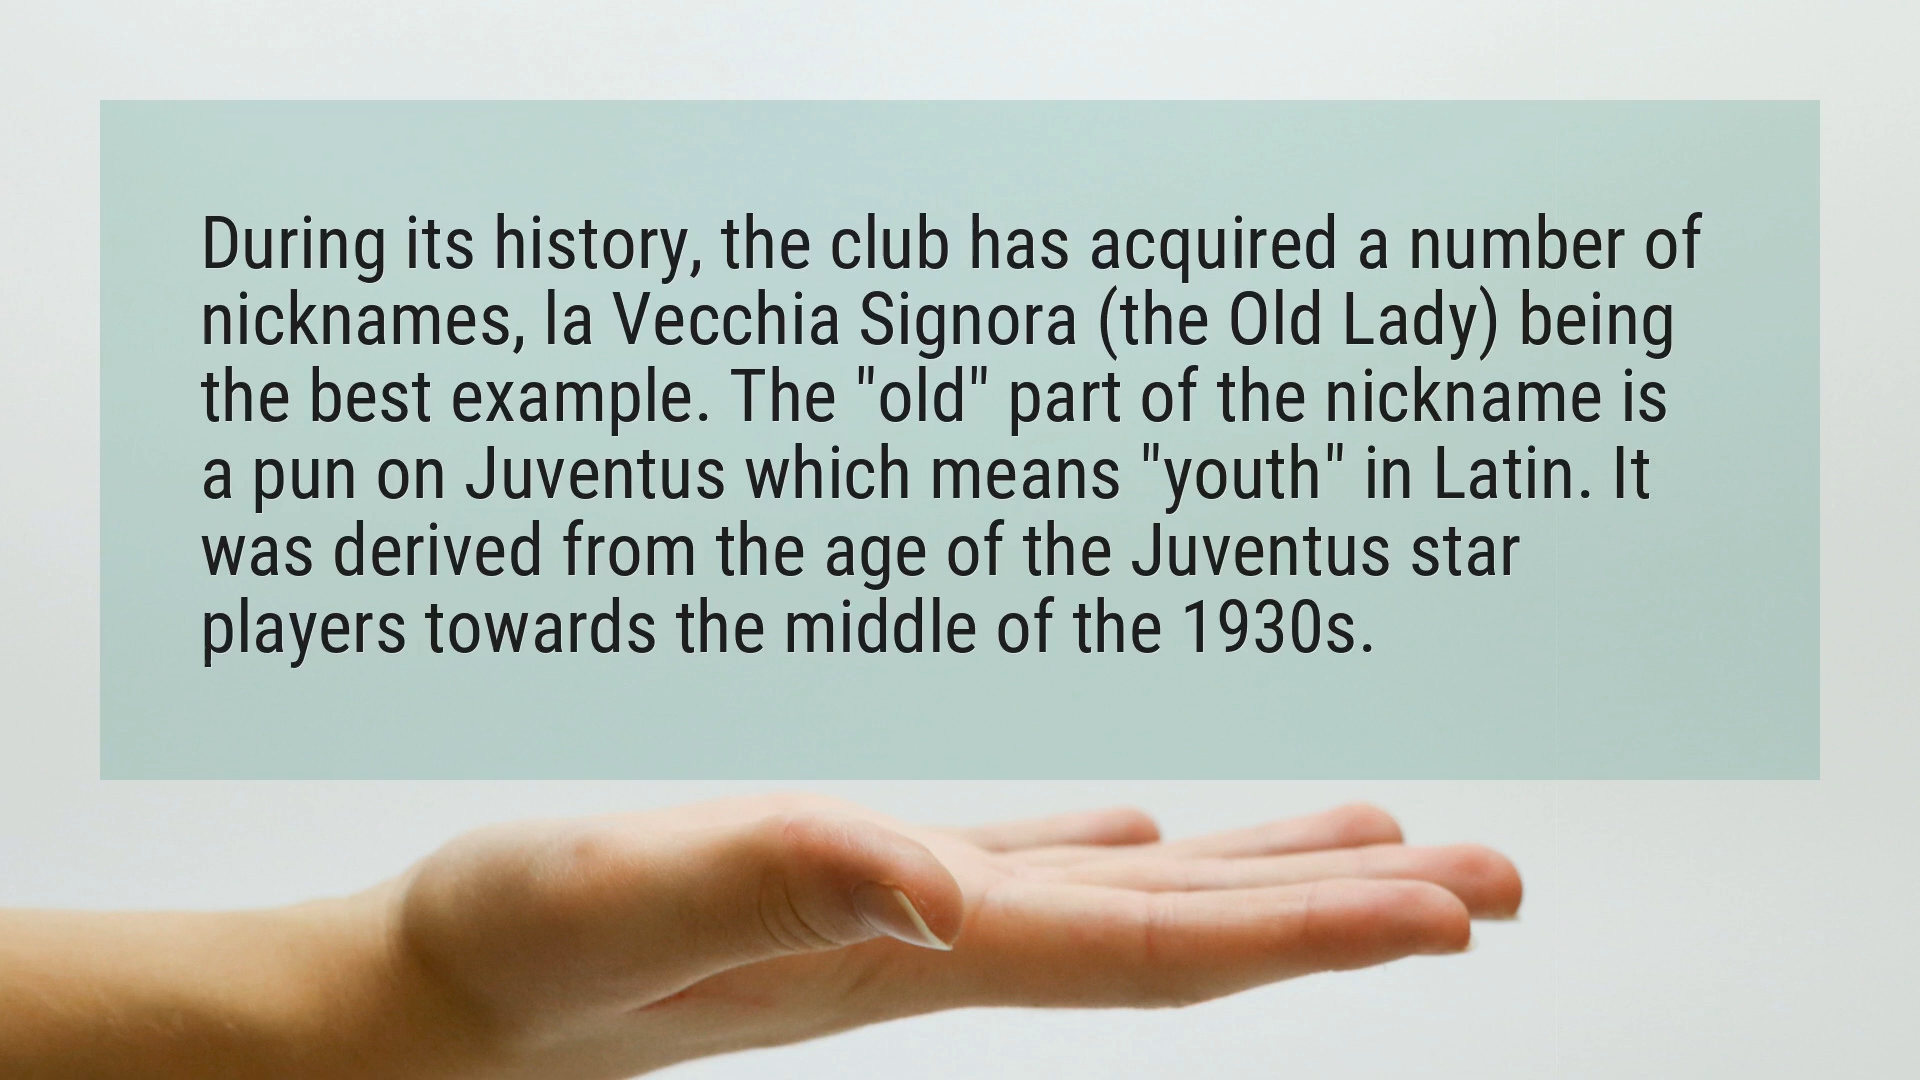 During its history, the club has acquired a number of
nicknames, la Vecchia Signora (the Old Lady) being
the best example. The "old" part of the nickname is
a pun on Juventus which means "youth" in Latin. It
was derived from the age of the Juventus star
players towards the middle of the 1930s.